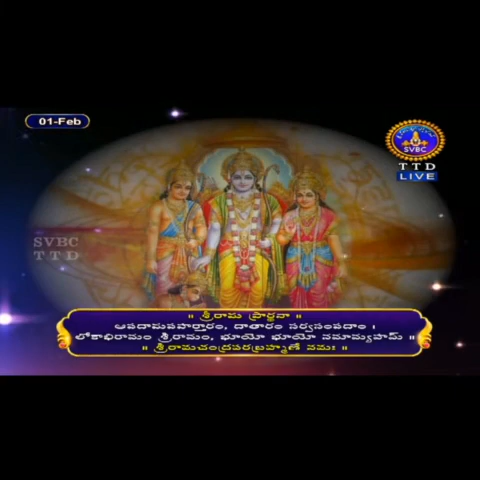 01-Feb
SVBC
TTD
LIVE
SVBC
TTD
॥ శ్రీరామ ప్రార్థనా ॥
ఆపదామపహర్తారం, దాతారం సర్వసంపదాం ।
లోకాభిరామం శ్రీరామం, భూయో భూయో నమామ్యహమ్ ॥
॥ శ్రీరామచంద్రపరబ్రహ్మణే నమః ॥